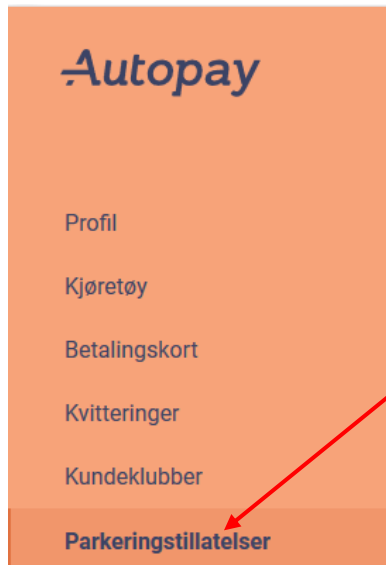 Autopay
Profil
Kjøretøy
Betalingskort
Kvitteringer
Kundeklubber
Parkeringstillatelser